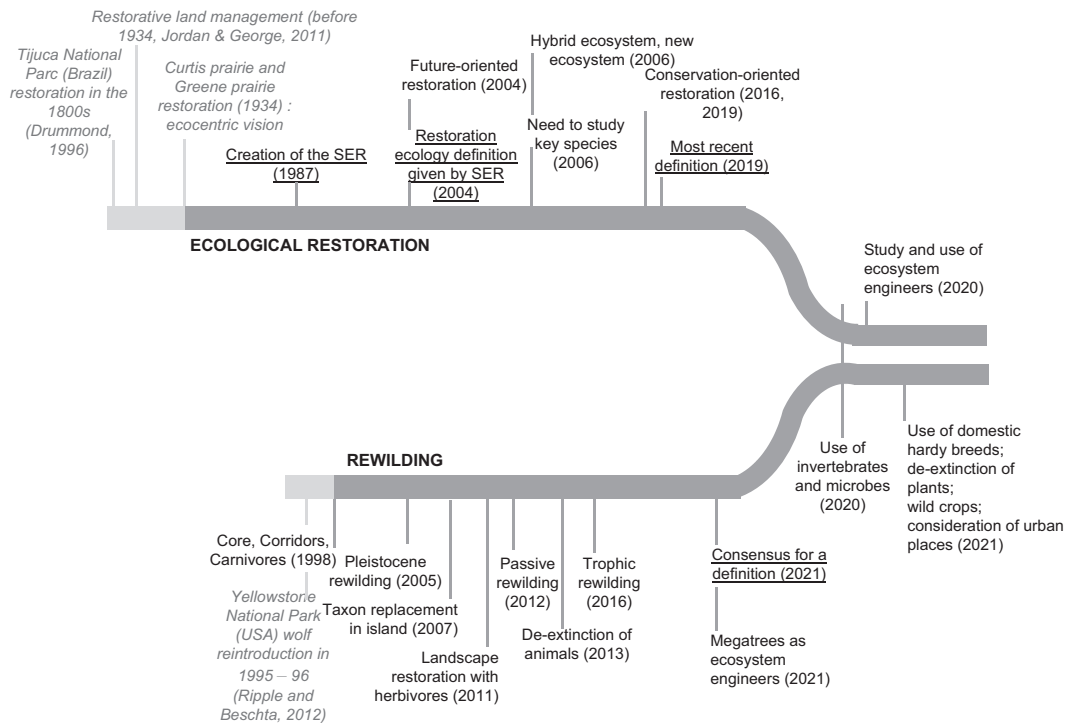 Restorative land management (before
1934, Jordan & George, 2011)
Tijuca National
Parc (Brazil)
restoration in the
1800s
(Drummond,
1996)
Curtis prairie and
Greene prairie
restoration (1934) :
ecocentric vision
Creation of the SER
(1987)
Future-oriented
restoration (2004)
Restoration
ecology definition
given by SER
(2004)
Hybrid ecosystem, new
ecosystem (2006)
Need to study
key species
(2006)
Conservation-oriented
restoration (2016,
2019)
Most recent
definition (2019)
ECOLOGICAL RESTORATION
Study and use of
ecosystem
engineers (2020)
REWILDING
Use of
invertebrates
and microbes
(2020)
Use of domestic
hardy breeds;
de-extinction of
plants;
wild crops;
consideration of urban
places (2021)
Core, Corridors,
Carnivores (1998)
Yellowstone
National Park
(USA) wolf
reintroduction in
1995 – 96
(Ripple and
Beschta, 2012)
Pleistocene
rewilding (2005)
Taxon replacement
in island (2007)
Landscape
restoration with
herbivores (2011)
Passive
rewilding
(2012)
De-extinction of
animals (2013)
Trophic
rewilding
(2016)
Consensus for a
definition (2021)
Megatrees as
ecosystem
engineers (2021)